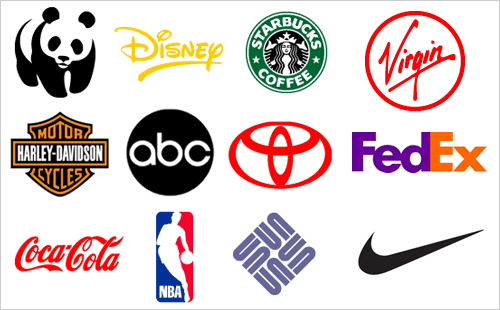 Disney
STARBUCKS
COFFEE
Virgin
MOTOR
HARLEY-DAVIDSON
CYCLES
abc
FedEx
Coca-Cola
NBA